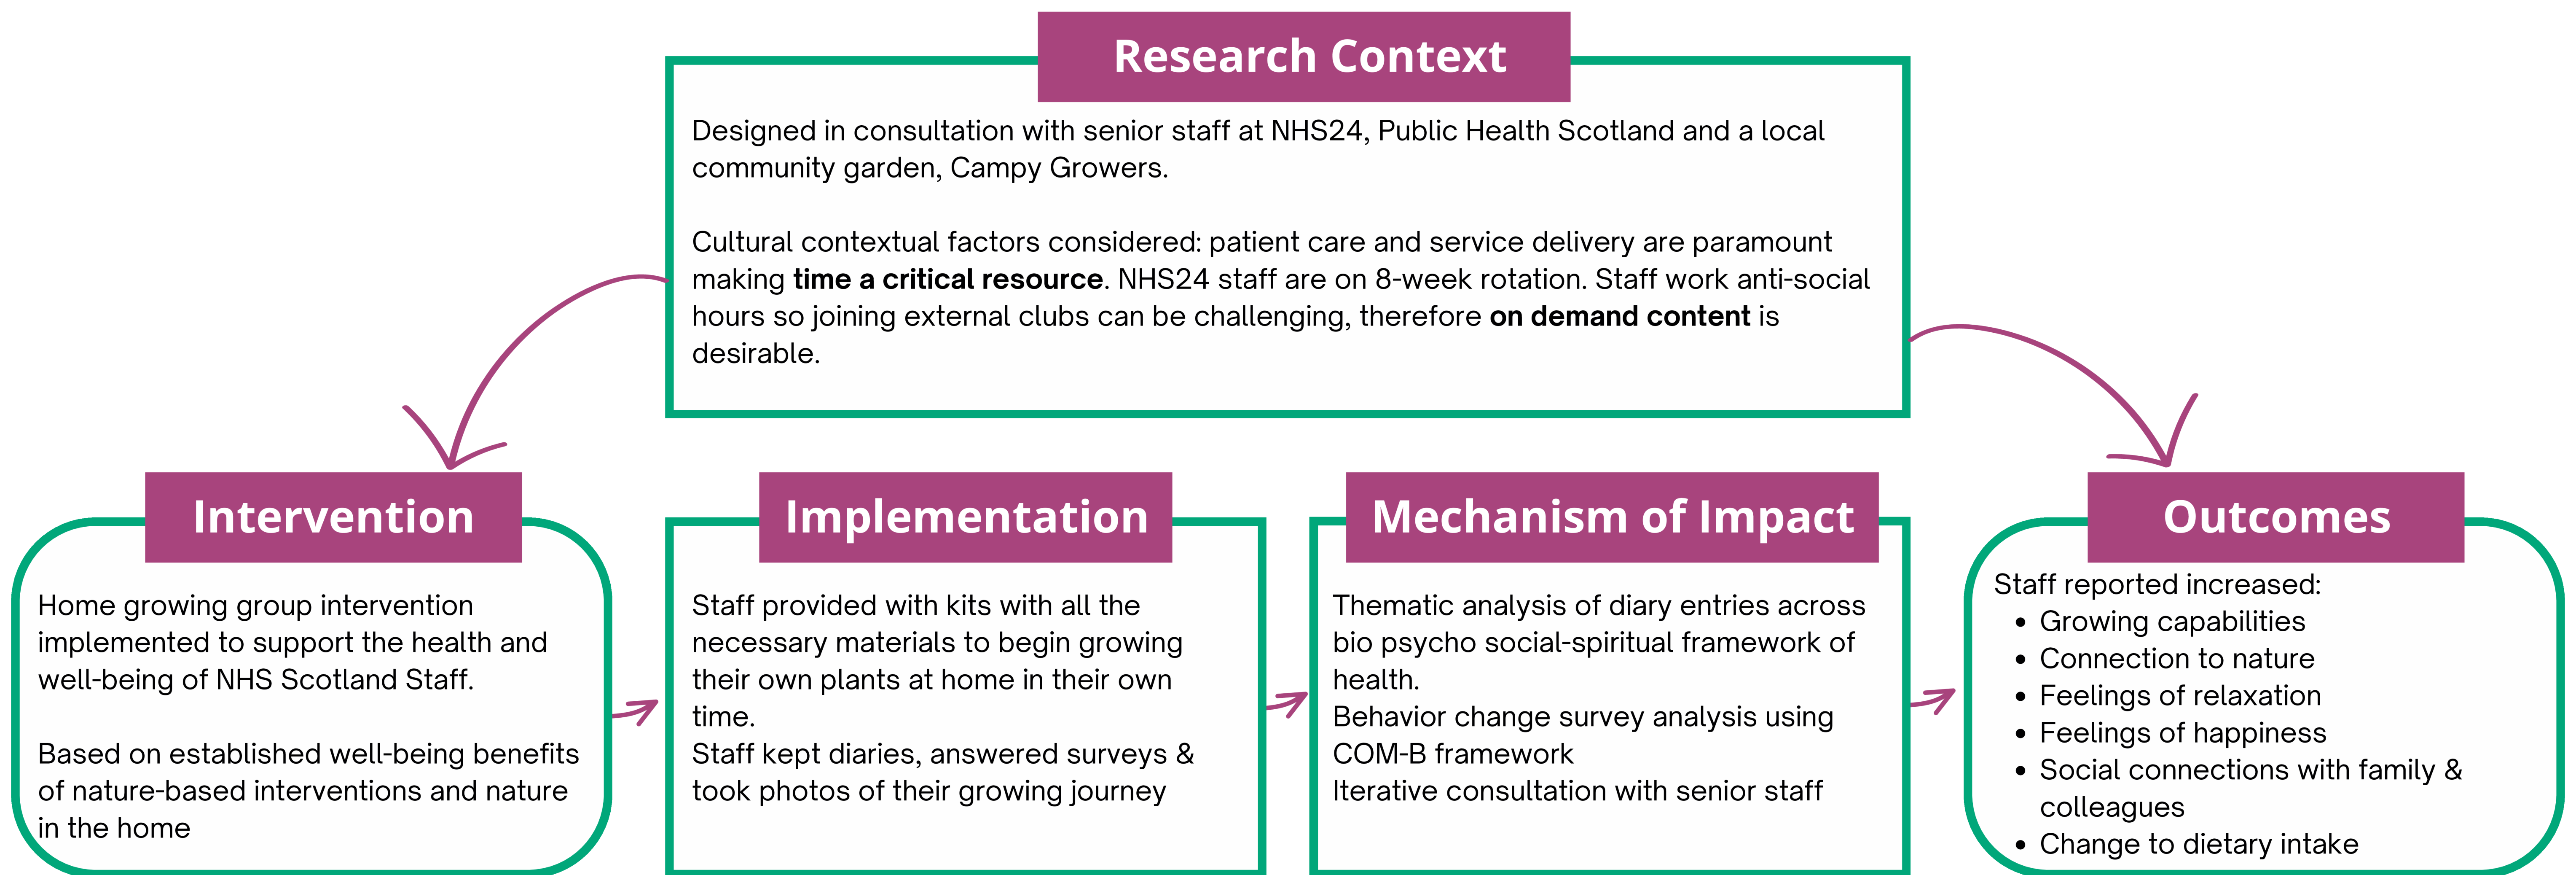 Research Context
Designed in consultation with senior staff at NHS24, Public Health Scotland and a local
community garden, Campy Growers.
Cultural contextual factors considered: patient care and service delivery are paramount
making time a critical resource. NHS24 staff are on 8-week rotation. Staff work anti-social
hours so joining external clubs can be challenging, therefore on demand content is
desirable.
Intervention
Home growing group intervention
implemented to support the health and
well-being of NHS Scotland Staff.
Based on established well-being benefits
of nature-based interventions and nature
in the home
Implementation
Staff provided with kits with all the
necessary materials to begin growing
their own plants at home in their own
time.
Staff kept diaries, answered surveys &
took photos of their growing journey
Mechanism of Impact
Thematic analysis of diary entries across
bio psycho social-spiritual framework of
health.
Behavior change survey analysis using
COM-B framework
Iterative consultation with senior staff
Outcomes
Staff reported increased:
• Growing capabilities
• Connection to nature
• Feelings of relaxation
• Feelings of happiness
• Social connections with family &
colleagues
• Change to dietary intake